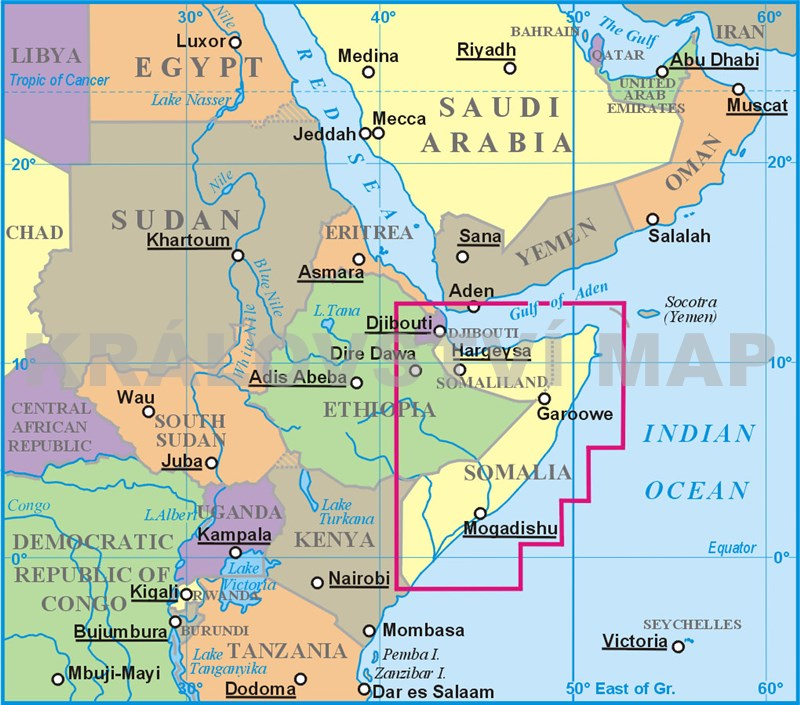 30°
40°
50°
60°
Nile
LIBYA
Luxor
EGYPT
Tropic of Cancer
Lake Nasser
Medina
Riyadh
BAHRAIN
The Gulf
IRAN
QATAR
Abu Dhabi
UNITED
ARAB
EMIRATES
Muscat
RED SEA
Jeddah
Mecca
SAUDI
ARABIA
20°
20°
Nile
OMAN
CHAD
SUDAN
Khartoum
ERITREA
Asmara
Sana
YEMEN
Salalah
Blue Nile
White Nile
L.Tana
Aden
Gulf of Aden
Socotra
(Yemen)
Djibouti
DJIBOUTI
KRÁLOVSTVÍ MAP
10°
10°
Dire Dawa
Hargeysa
Adis Abeba
SOMALILAND
ETHIOPIA
Garoowe
Wau
CENTRAL
AFRICAN
REPUBLIC
SOUTH
SUDAN
Juba
INDIAN
OCEAN
SOMALIA
Mogadishu
Congo
L.Albert
UGANDA
Kampala
Lake
Turkana
KENYA
DEMOCRATIC
REPUBLIC OF
CONGO
Equator
0°
0°
Lake
Victoria
Nairobi
Kigali
RWANDA
Bujumbura
BURUNDI
Mombasa
SEYCHELLES
Victoria
Lake
Tanganyika
TANZANIA
Pemba I.
Zanzibar I.
Mbuji-Mayi
Dodoma
Dar es Salaam
30°
50° East of Gr.
60°